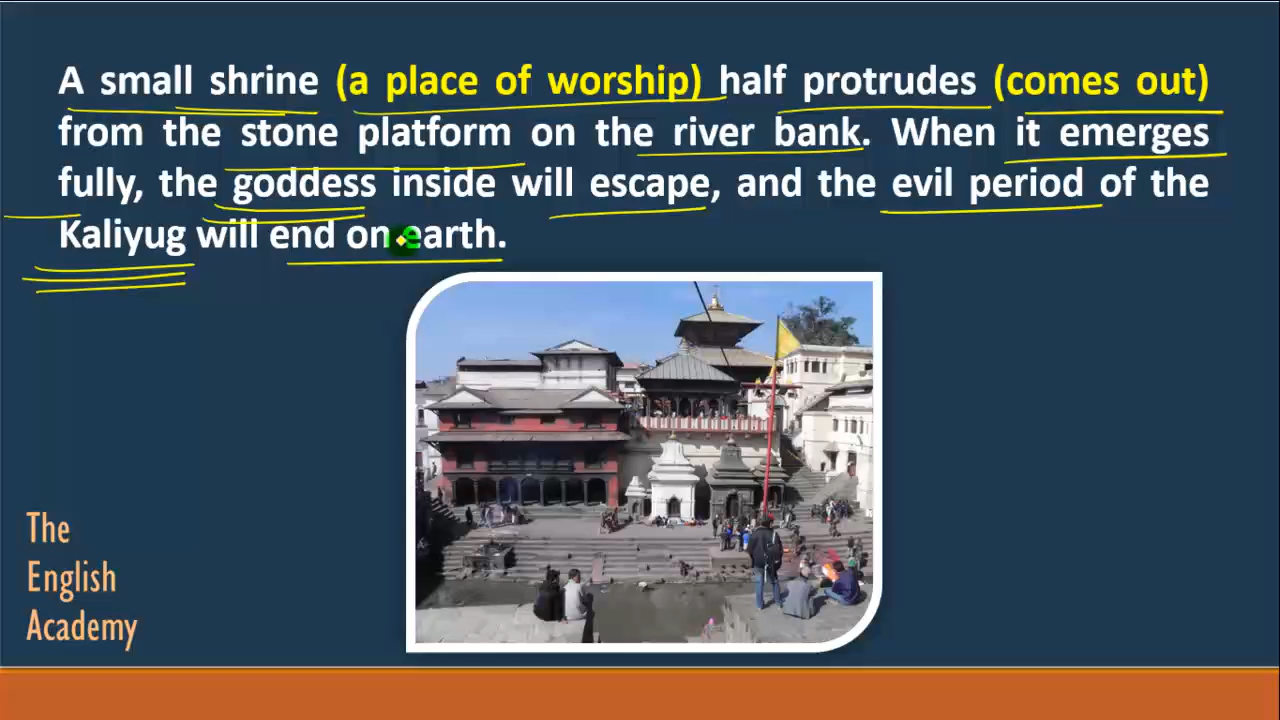 A small shrine (a place of worship) half protrudes (comes out)
from the stone platform on the river bank. When it emerges
fully, the goddess inside will escape, and the evil period of the
Kaliyug will end on earth.
The
English
Academy